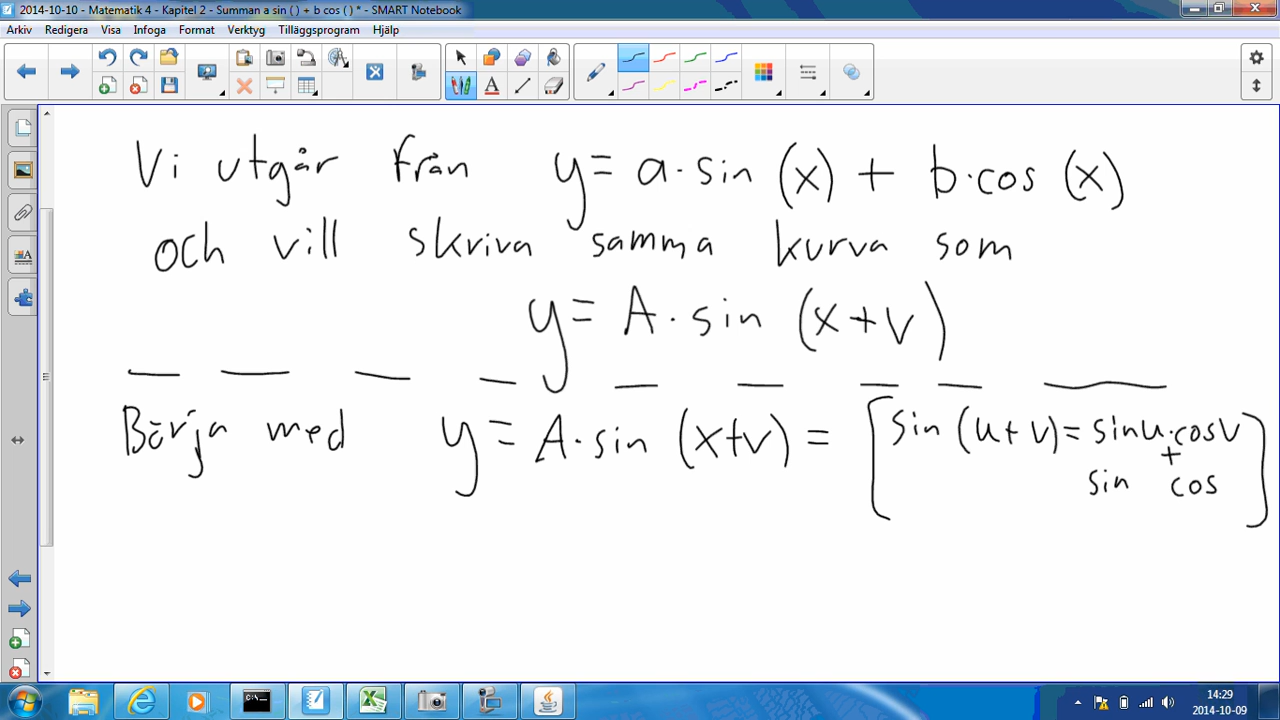 2014-10-10 - Matematik 4 - Kapitel 2 - Summan a sin ( ) + b cos ( ) * - SMART Notebook
Arkiv Redigera Visa Infoga Format Verktyg Tilläggsprogram Hjälp
Vi utgår från y = a·sin (x) + b·cos (x)
och vill skriva samma kurva som
y = A·sin (x+v)
Börja med y = A·sin (x+v) = [sin (u+v) = sinu·cosv
+
sin cos]
14:29
2014-10-09